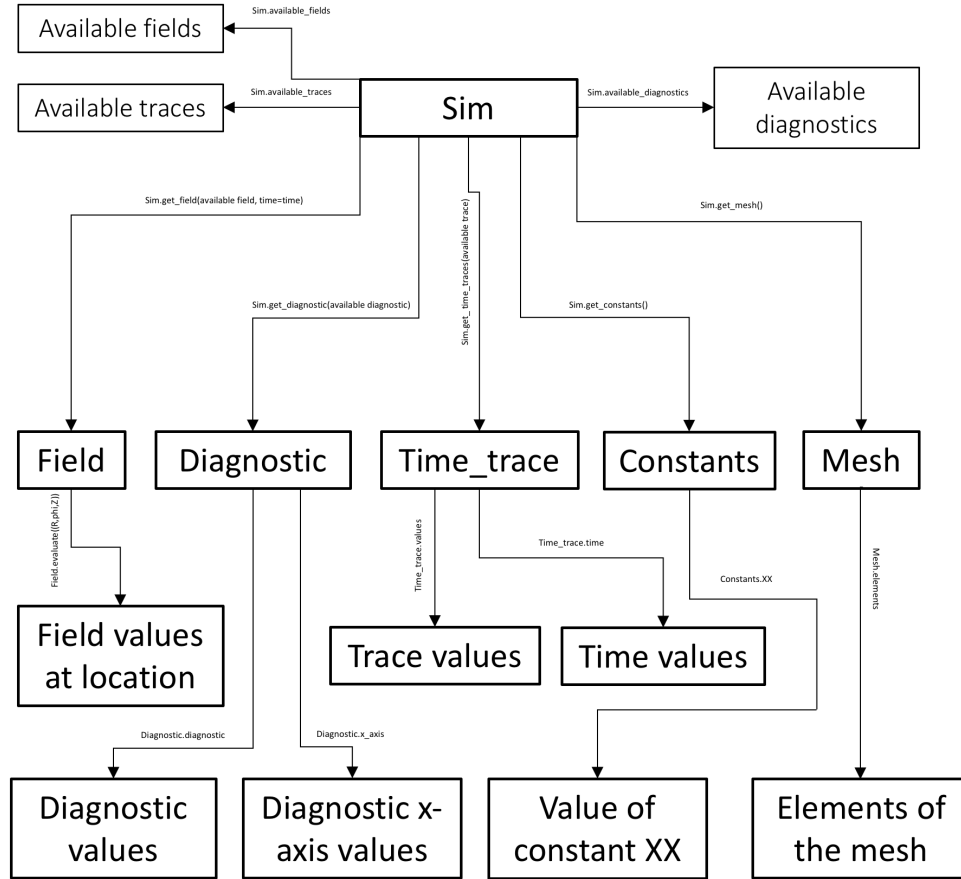 Sim.available_fields
Available fields
Sim.available_traces
Available traces
Sim
Sim.available_diagnostics
Available
diagnostics
Sim.get_field(available field, time=time)
Sim.get_mesh()
Sim.get_diagnostic(available diagnostic)
Sim.get_ time_traces(available trace)
Sim.get_constants()
Field
Diagnostic
Time_trace
Constants
Mesh
Field.evaluate((R,phi,Z))
Time_trace.values
Time_trace.time
Constants.XX
Mesh.elements
Field values
at location
Trace values
Time values
Diagnostic.diagnostic
Diagnostic.x_axis
Diagnostic
values
Diagnostic x-
axis values
Value of
constant XX
Elements of
the mesh